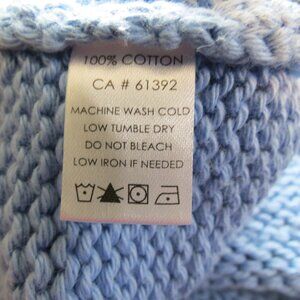 100% COTTON
CA # 61392
MACHINE WASH COLD
LOW TUMBLE DRY
DO NOT BLEACH
LOW IRON IF NEEDED